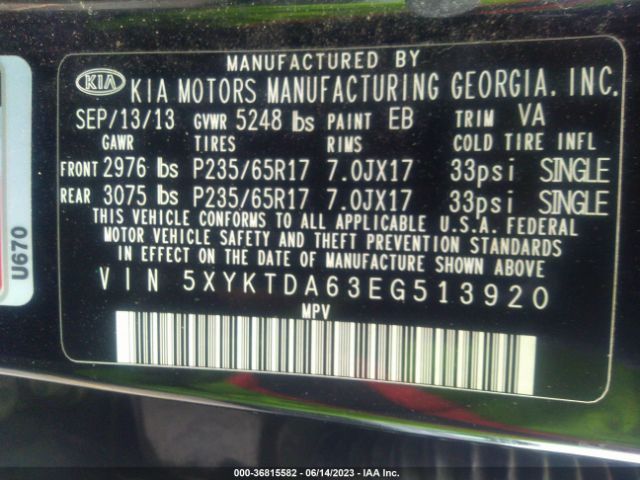 MANUFACTURED BY
KIA KIA MOTORS MANUFACTURING GEORGIA. INC.
SEP/13/13 GVWR 5248 lbs PAINT EB TRIM VA
GAWR TIRES RIMS COLD TIRE INFL
FRONT 2976 lbs P235/65R17 7.0JX17 33psi SINGLE
REAR 3075 lbs P235/65R17 7.0JX17 33psi SINGLE
THIS VEHICLE CONFORMS TO ALL APPLICABLE U.S.A. FEDERAL
MOTOR VEHICLE SAFETY AND THEFT PREVENTION STANDARDS
IN EFFECT ON THE DATE OF MANUFACTURE SHOWN ABOVE
VIN 5XYKTDA63EG513920
MPV
U670
000-36815582 - 06/14/2023 - IAA Inc.